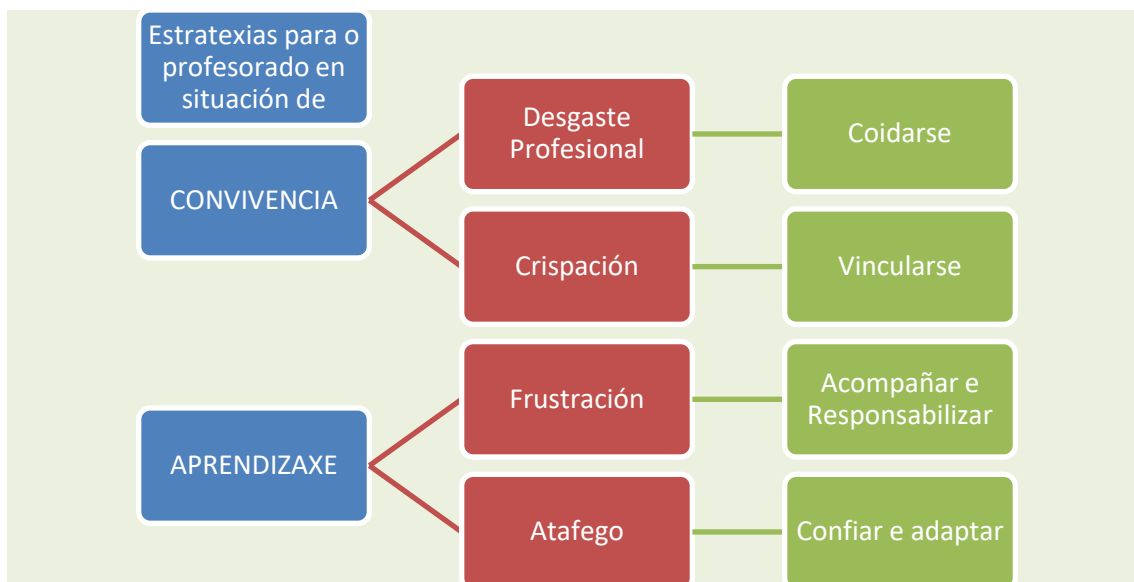 Estratexias para o
profesorado en
situación de
CONVIVENCIA
Desgaste
Profesional
Coidarse
Crispación
Vincularse
APRENDIZAXE
Frustración
Acompañar e
Responsabilizar
Atafego
Confiar e adaptar